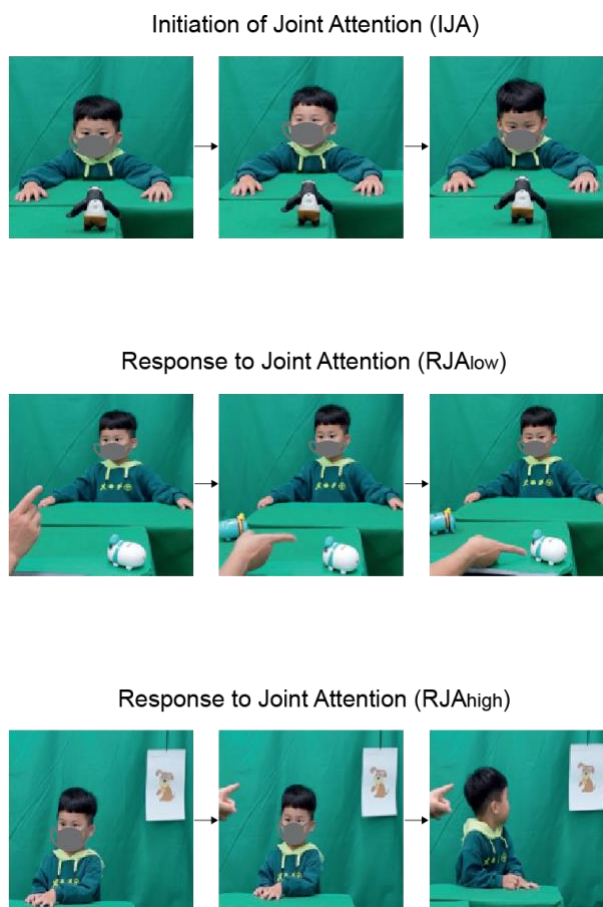 Initiation of Joint Attention (IJA)
Response to Joint Attention (RJAlow)
Response to Joint Attention (RJAhigh)